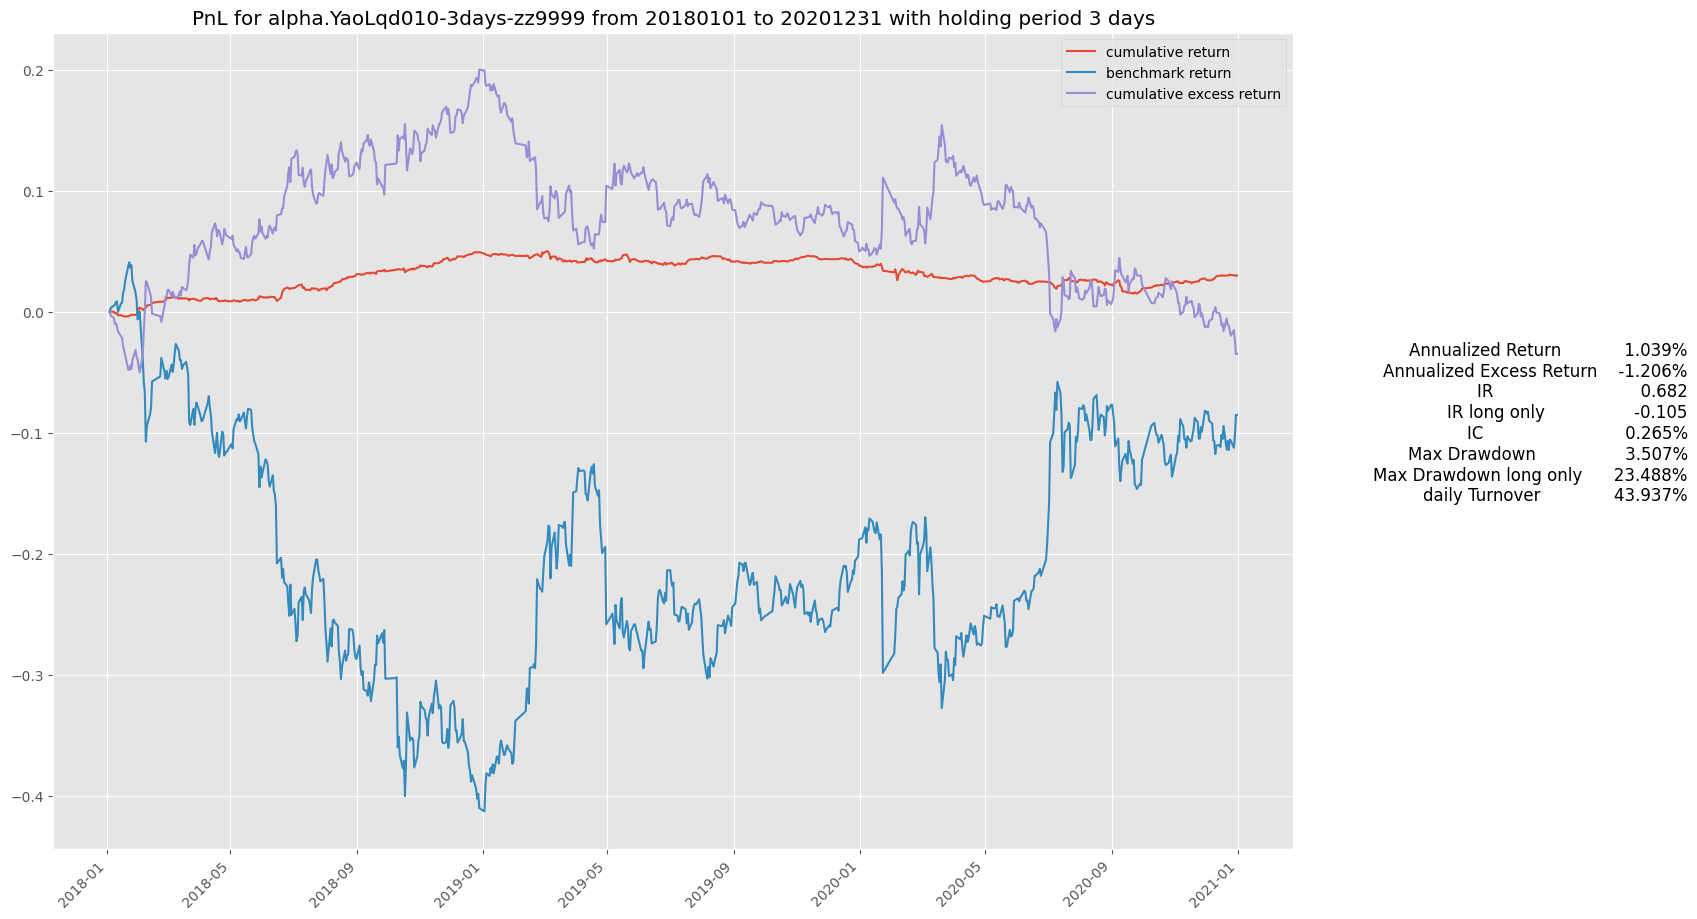 PnL for alpha.YaoLqd010-3days-zz9999 from 20180101 to 20201231 with holding period 3 days
cumulative return
benchmark return
cumulative excess return
0.2
0.1
0.0
−0.1
−0.2
−0.3
−0.4
2018-01
2018-05
2018-09
2019-01
2019-05
2019-09
2020-01
2020-05
2020-09
2021-01
Annualized Return 1.039%
Annualized Excess Return -1.206%
IR 0.682
IR long only -0.105
IC 0.265%
Max Drawdown 3.507%
Max Drawdown long only 23.488%
daily Turnover 43.937%